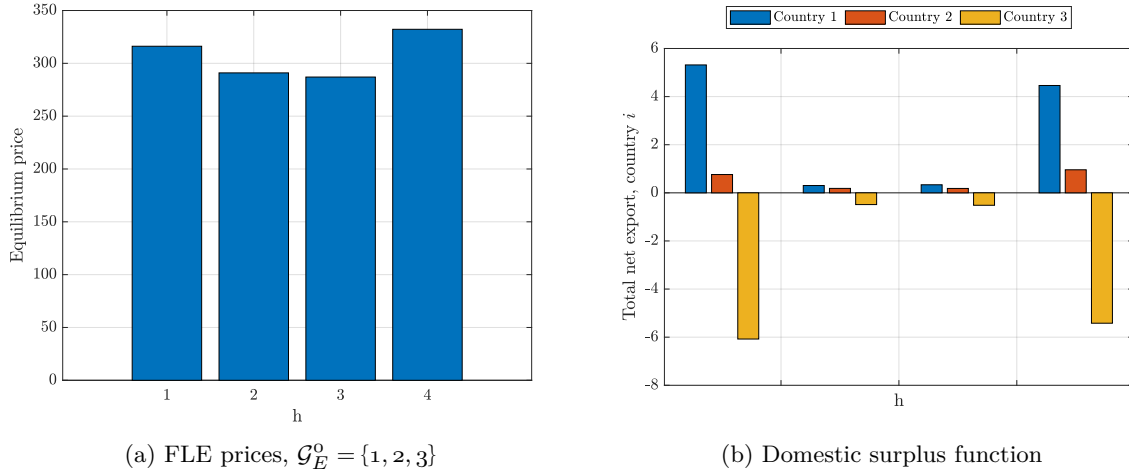 350
300
250
200
150
100
50
0
Equilibrium price
1 2 3 4
h
(a) FLE prices, 𝒢_E^0 = {1, 2, 3}
Country 1 Country 2 Country 3
6
4
2
0
-2
-4
-6
-8
Total net export, country i
h
(b) Domestic surplus function